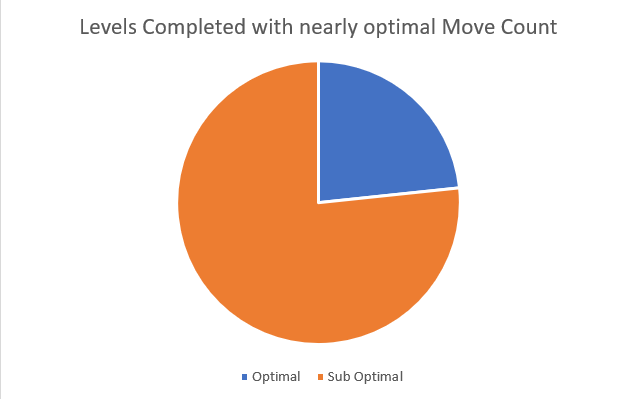 Levels Completed with nearly optimal Move Count
Optimal Sub Optimal